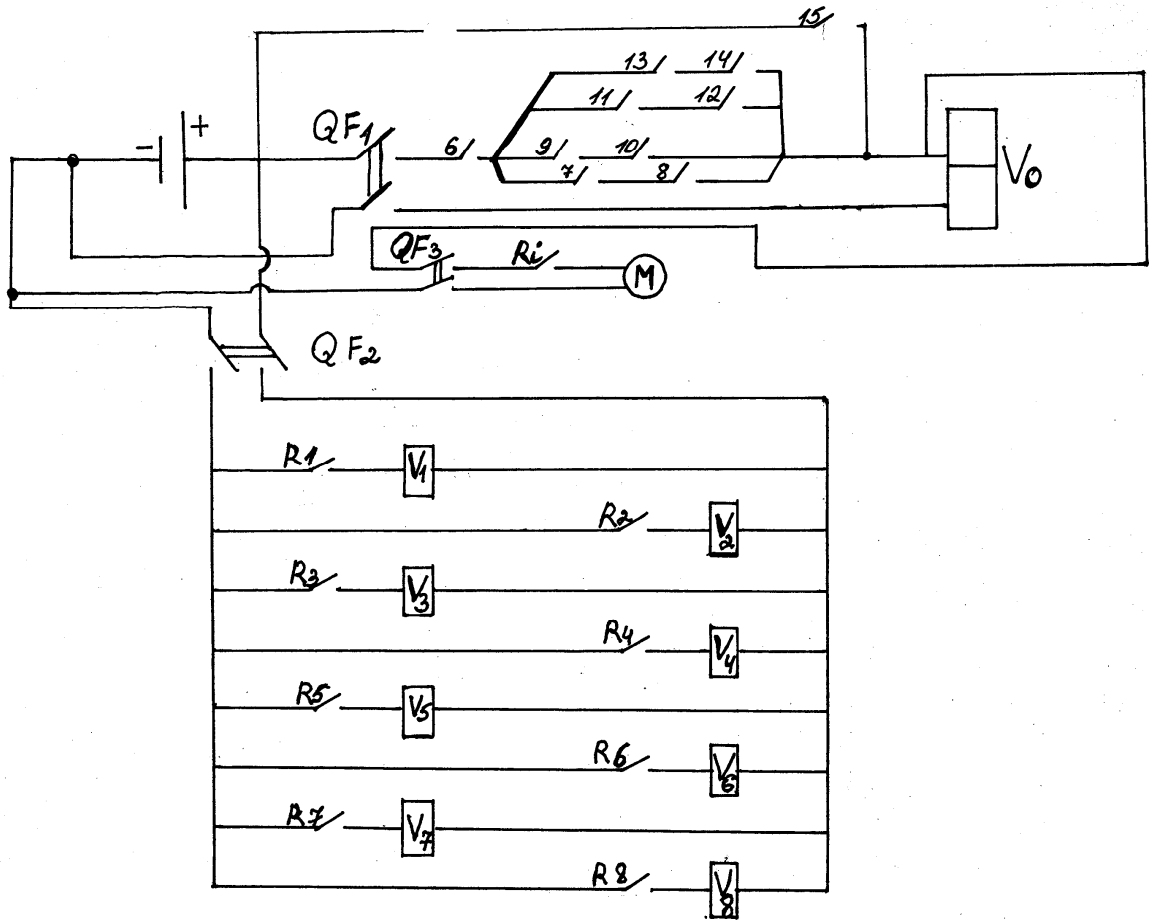 15
13 14
11 12
- +
QF1
6 9 10
7 8
V0
QF3 Ri
M
QF2
R1 V1
R2 V2
R3 V3
R4 V4
R5 V5
R6 V6
R7 V7
R8 V8